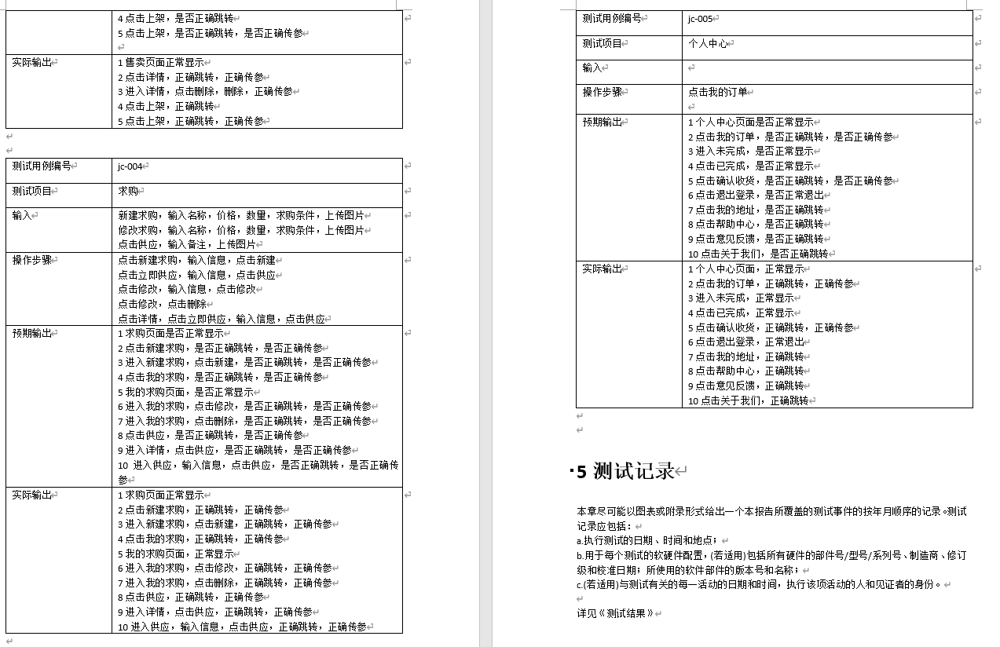 4 点击上架，是否正确跳转
5 点击上架，是否正确跳转，是否正确传参
实际输出
1 售卖页面正常显示
2 点击详情，正确跳转，正确传参
3 进入详情，点击删除，删除，正确传参
4 点击上架，正确跳转
5 点击上架，正确跳转，正确传参
测试用例编号
jc-004
测试项目
求购
输入
新建求购，输入名称，价格，数量，求购条件，上传图片
修改求购，输入名称，价格，数量，求购条件，上传图片
点击供应，输入备注，上传图片
操作步骤
点击新建求购，输入信息，点击新建
点击立即供应，输入信息，点击供应
点击修改，输入信息，点击修改
点击修改，点击删除
点击详情，点击立即供应，输入信息，点击供应
预期输出
1 求购页面是否正常显示
2 点击新建求购，是否正确跳转，是否正确传参
3 进入新建求购，点击新建，是否正确跳转，是否正确传参
4 点击我的求购，是否正确跳转，是否正确传参
5 我的求购页面，是否正常显示
6 进入我的求购，点击修改，是否正确跳转，是否正确传参
7 进入我的求购，点击删除，是否正确跳转，是否正确传参
8 点击供应，是否正确跳转，是否正确传参
9 进入详情，点击供应，是否正确跳转，是否正确传参
10 进入供应，输入信息，点击供应，是否正确跳转，是否正确传
参
实际输出
1 求购页面正常显示
2 点击新建求购，正确跳转，正确传参
3 进入新建求购，点击新建，正确跳转，正确传参
4 点击我的求购，正确跳转，正确传参
5 我的求购页面，正常显示
6 进入我的求购，点击修改，正确跳转，正确传参
7 进入我的求购，点击删除，正确跳转，正确传参
8 点击供应，正确跳转，正确传参
9 进入详情，点击供应，正确跳转，正确传参
10 进入供应，输入信息，点击供应，正确跳转，正确传参
测试用例编号
jc-005
测试项目
个人中心
输入
操作步骤
点击我的订单
预期输出
1 个人中心页面是否正常显示
2 点击我的订单，是否正确跳转，是否正确传参
3 进入未完成，是否正常显示
4 点击已完成，是否正常显示
5 点击确认收货，是否正确跳转，是否正确传参
6 点击退出登录，是否正常退出
7 点击我的地址，是否正确跳转
8 点击帮助中心，是否正确跳转
9 点击意见反馈，是否正确跳转
10 点击关于我们，是否正确跳转
实际输出
1 个人中心页面，正常显示
2 点击我的订单，正确跳转，正确传参
3 进入未完成，正常显示
4 点击已完成，正常显示
5 点击确认收货，正确跳转，正确传参
6 点击退出登录，正常退出
7 点击我的地址，正确跳转
8 点击帮助中心，正确跳转
9 点击意见反馈，正确跳转
10 点击关于我们，正确跳转
5 测试记录
本章尽可能以图表或附录形式给出一个本报告所覆盖的测试事件的按年月顺序的记录。测试
记录应包括：
a.执行测试的日期、时间和地点；
b.用于每个测试的软硬件配置，(若适用)包括所有硬件的部件号/型号/系列号、制造商、修订
级和校准日期；所使用的软件部件的版本号和名称；
c.(若适用)与测试有关的每一活动的日期和时间，执行该项活动的人和见证者的身份。
详见《测试结果》